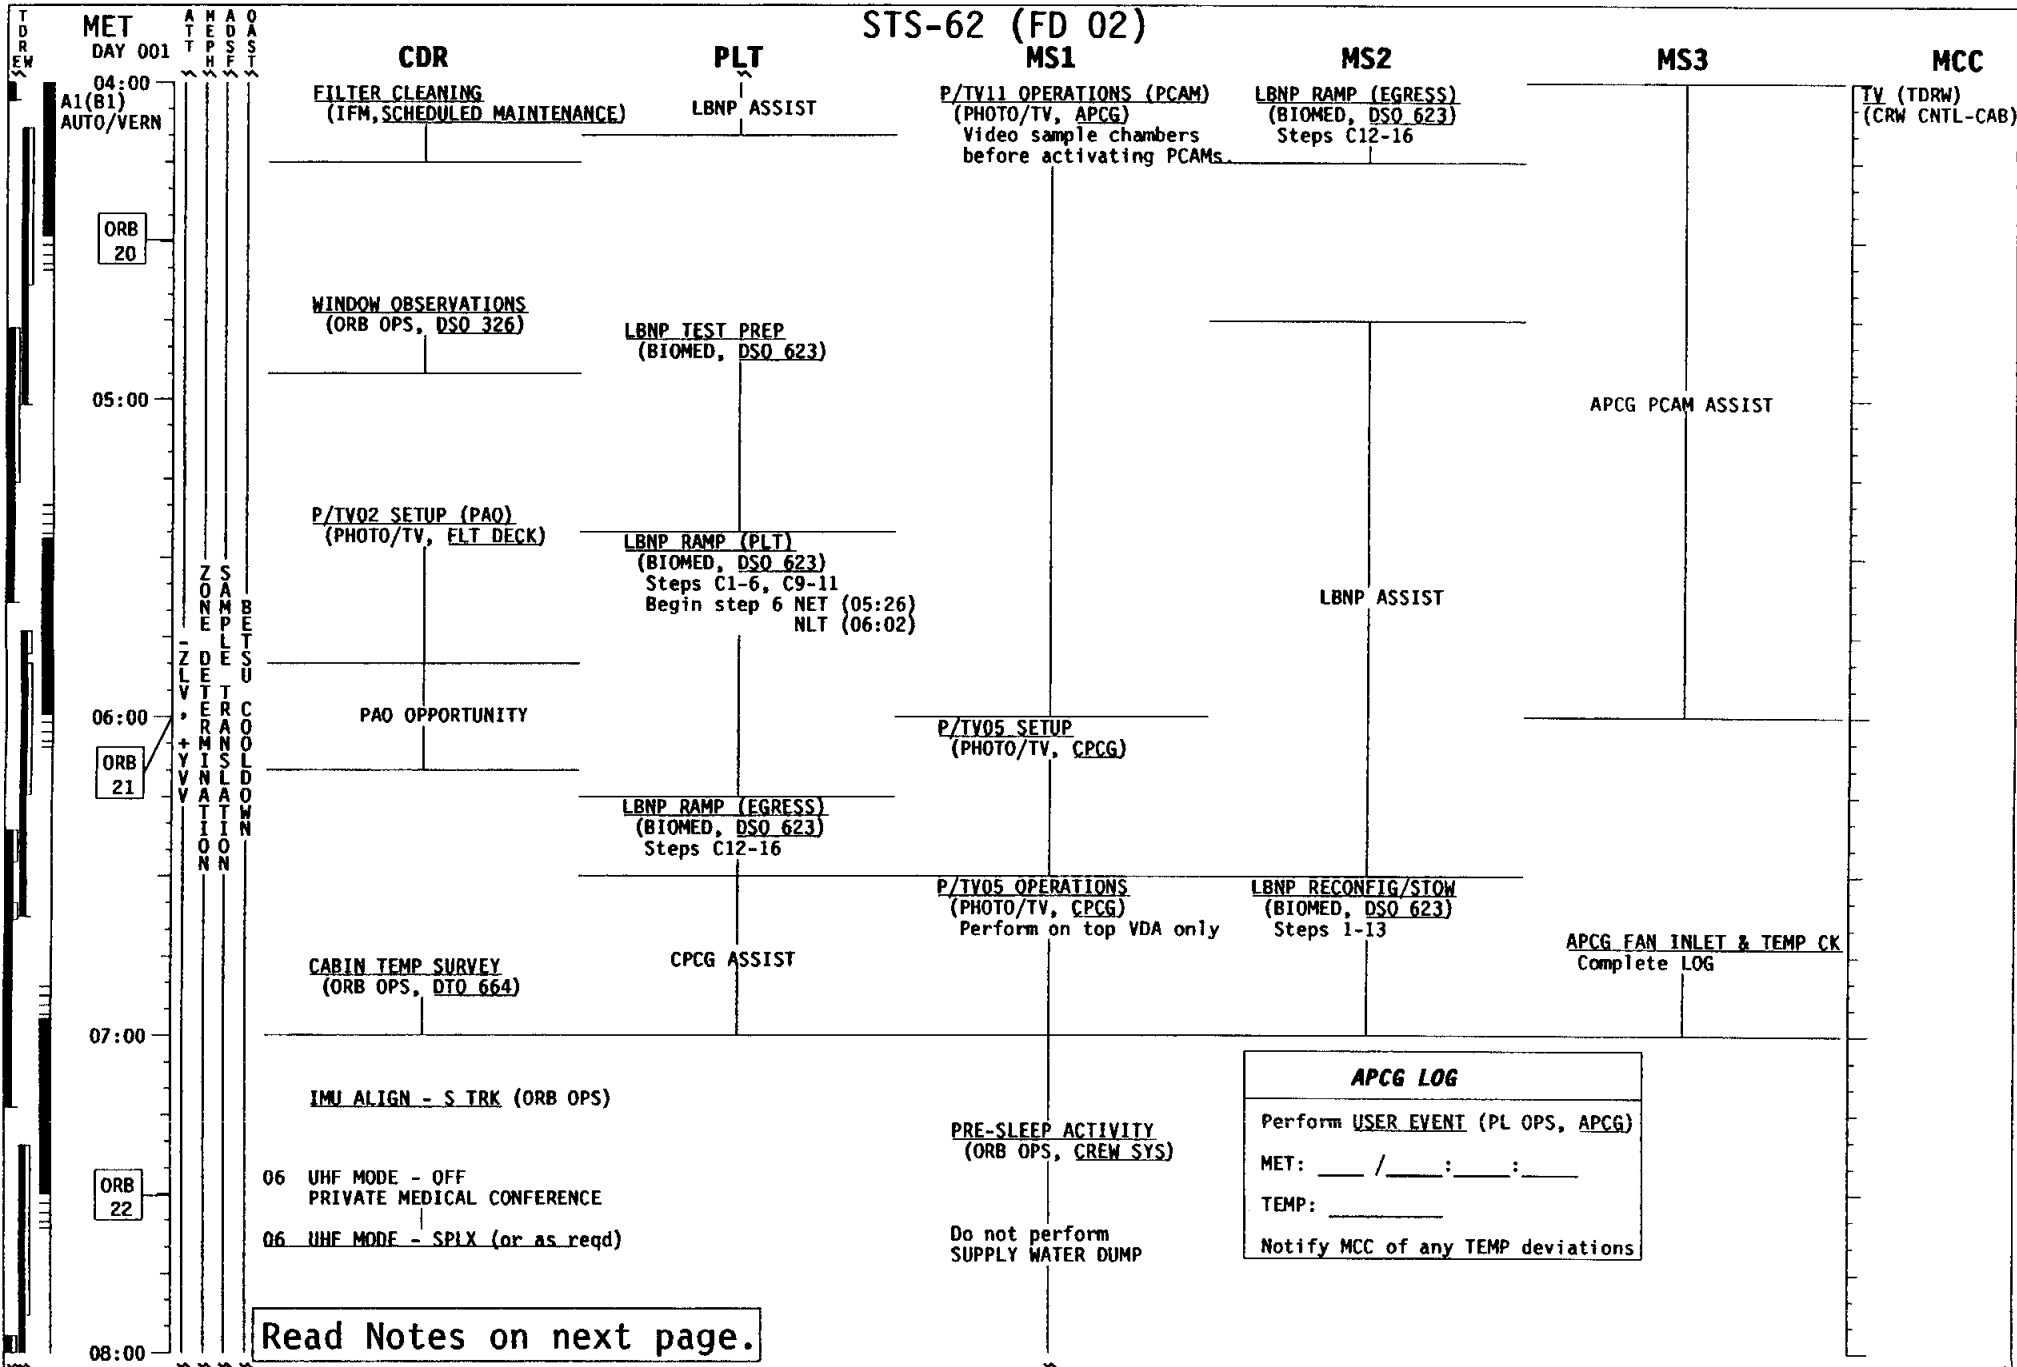 STS-62 (FD 02)
TDRE
W
MET
DAY 001
ATT
MEPH
ADSF
OAST
CDR
PLT
MS1
MS2
MS3
MCC
04:00
A1(B1)
AUTO/VERN
ORB
20
05:00
06:00
ORB
21
07:00
ORB
22
08:00
-ZLV, +YVV
ZONE DETERMINATION
SAMPLE TRANSLATION
BETSU COOLDOWN
FILTER CLEANING
(IFM, SCHEDULED MAINTENANCE)
WINDOW OBSERVATIONS
(ORB OPS, DSO 326)
P/TV02 SETUP (PAO)
(PHOTO/TV, FLT DECK)
PAO OPPORTUNITY
CABIN TEMP SURVEY
(ORB OPS, DTO 664)
IMU ALIGN - S TRK (ORB OPS)
06 UHF MODE - OFF
PRIVATE MEDICAL CONFERENCE
06 UHF MODE - SPLX (or as reqd)
LBNP ASSIST
LBNP TEST PREP
(BIOMED, DSO 623)
LBNP RAMP (PLT)
(BIOMED, DSO 623)
Steps C1-6, C9-11
Begin step 6 NET (05:26)
NLT (06:02)
LBNP RAMP (EGRESS)
(BIOMED, DSO 623)
Steps C12-16
CPCG ASSIST
P/TV11 OPERATIONS (PCAM)
(PHOTO/TV, APCG)
Video sample chambers
before activating PCAMs.
P/TV05 SETUP
(PHOTO/TV, CPCG)
P/TV05 OPERATIONS
(PHOTO/TV, CPCG)
Perform on top VDA only
PRE-SLEEP ACTIVITY
(ORB OPS, CREW SYS)
Do not perform
SUPPLY WATER DUMP
LBNP RAMP (EGRESS)
(BIOMED, DSO 623)
Steps C12-16
LBNP ASSIST
LBNP RECONFIG/STOW
(BIOMED, DSO 623)
Steps 1-13
APCG PCAM ASSIST
APCG FAN INLET & TEMP CK
Complete LOG
TV (TDRW)
(CRW CNTL-CAB)
APCG LOG
Perform USER EVENT (PL OPS, APCG)
MET: ____ /_____:_____:_____
TEMP: __________
Notify MCC of any TEMP deviations
Read Notes on next page.